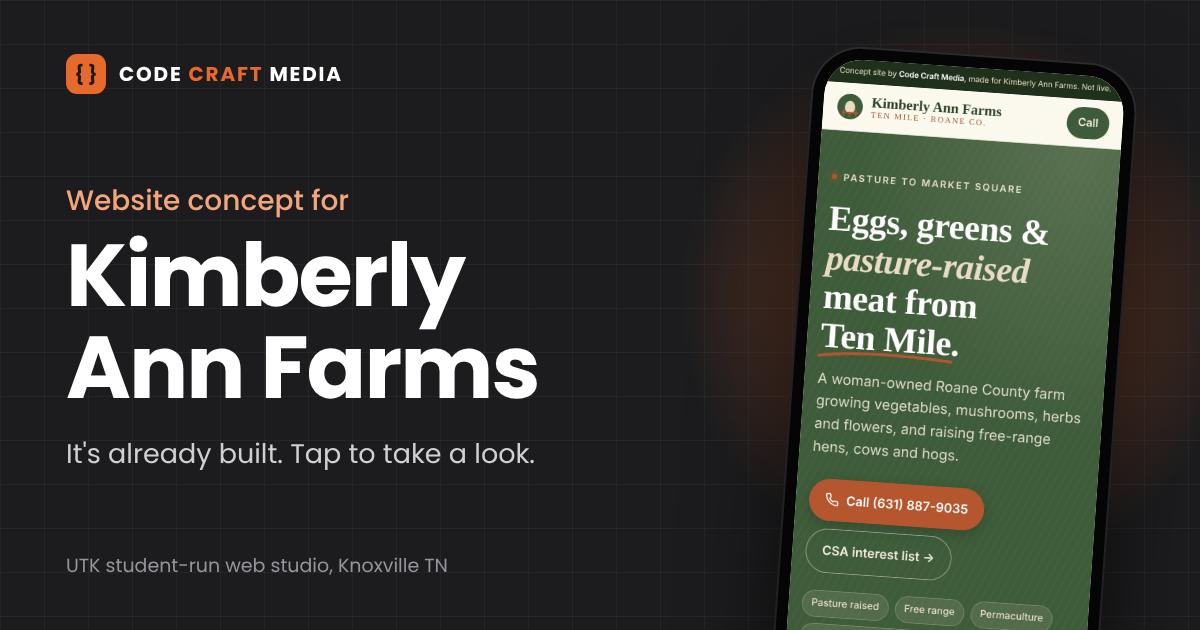 { } CODE CRAFT MEDIA
Website concept for
Kimberly
Ann Farms
It's already built. Tap to take a look.
UTK student-run web studio, Knoxville TN
Concept site by Code Craft Media, made for Kimberly Ann Farms. Not live.
Kimberly Ann Farms
TEN MILE · ROANE CO.
Call
PASTURE TO MARKET SQUARE
Eggs, greens &
pasture-raised
meat from
Ten Mile.
A woman-owned Roane County farm
growing vegetables, mushrooms, herbs
and flowers, and raising free-range
hens, cows and hogs.
Call (631) 887-9035
CSA interest list →
Pasture raised
Free range
Permaculture